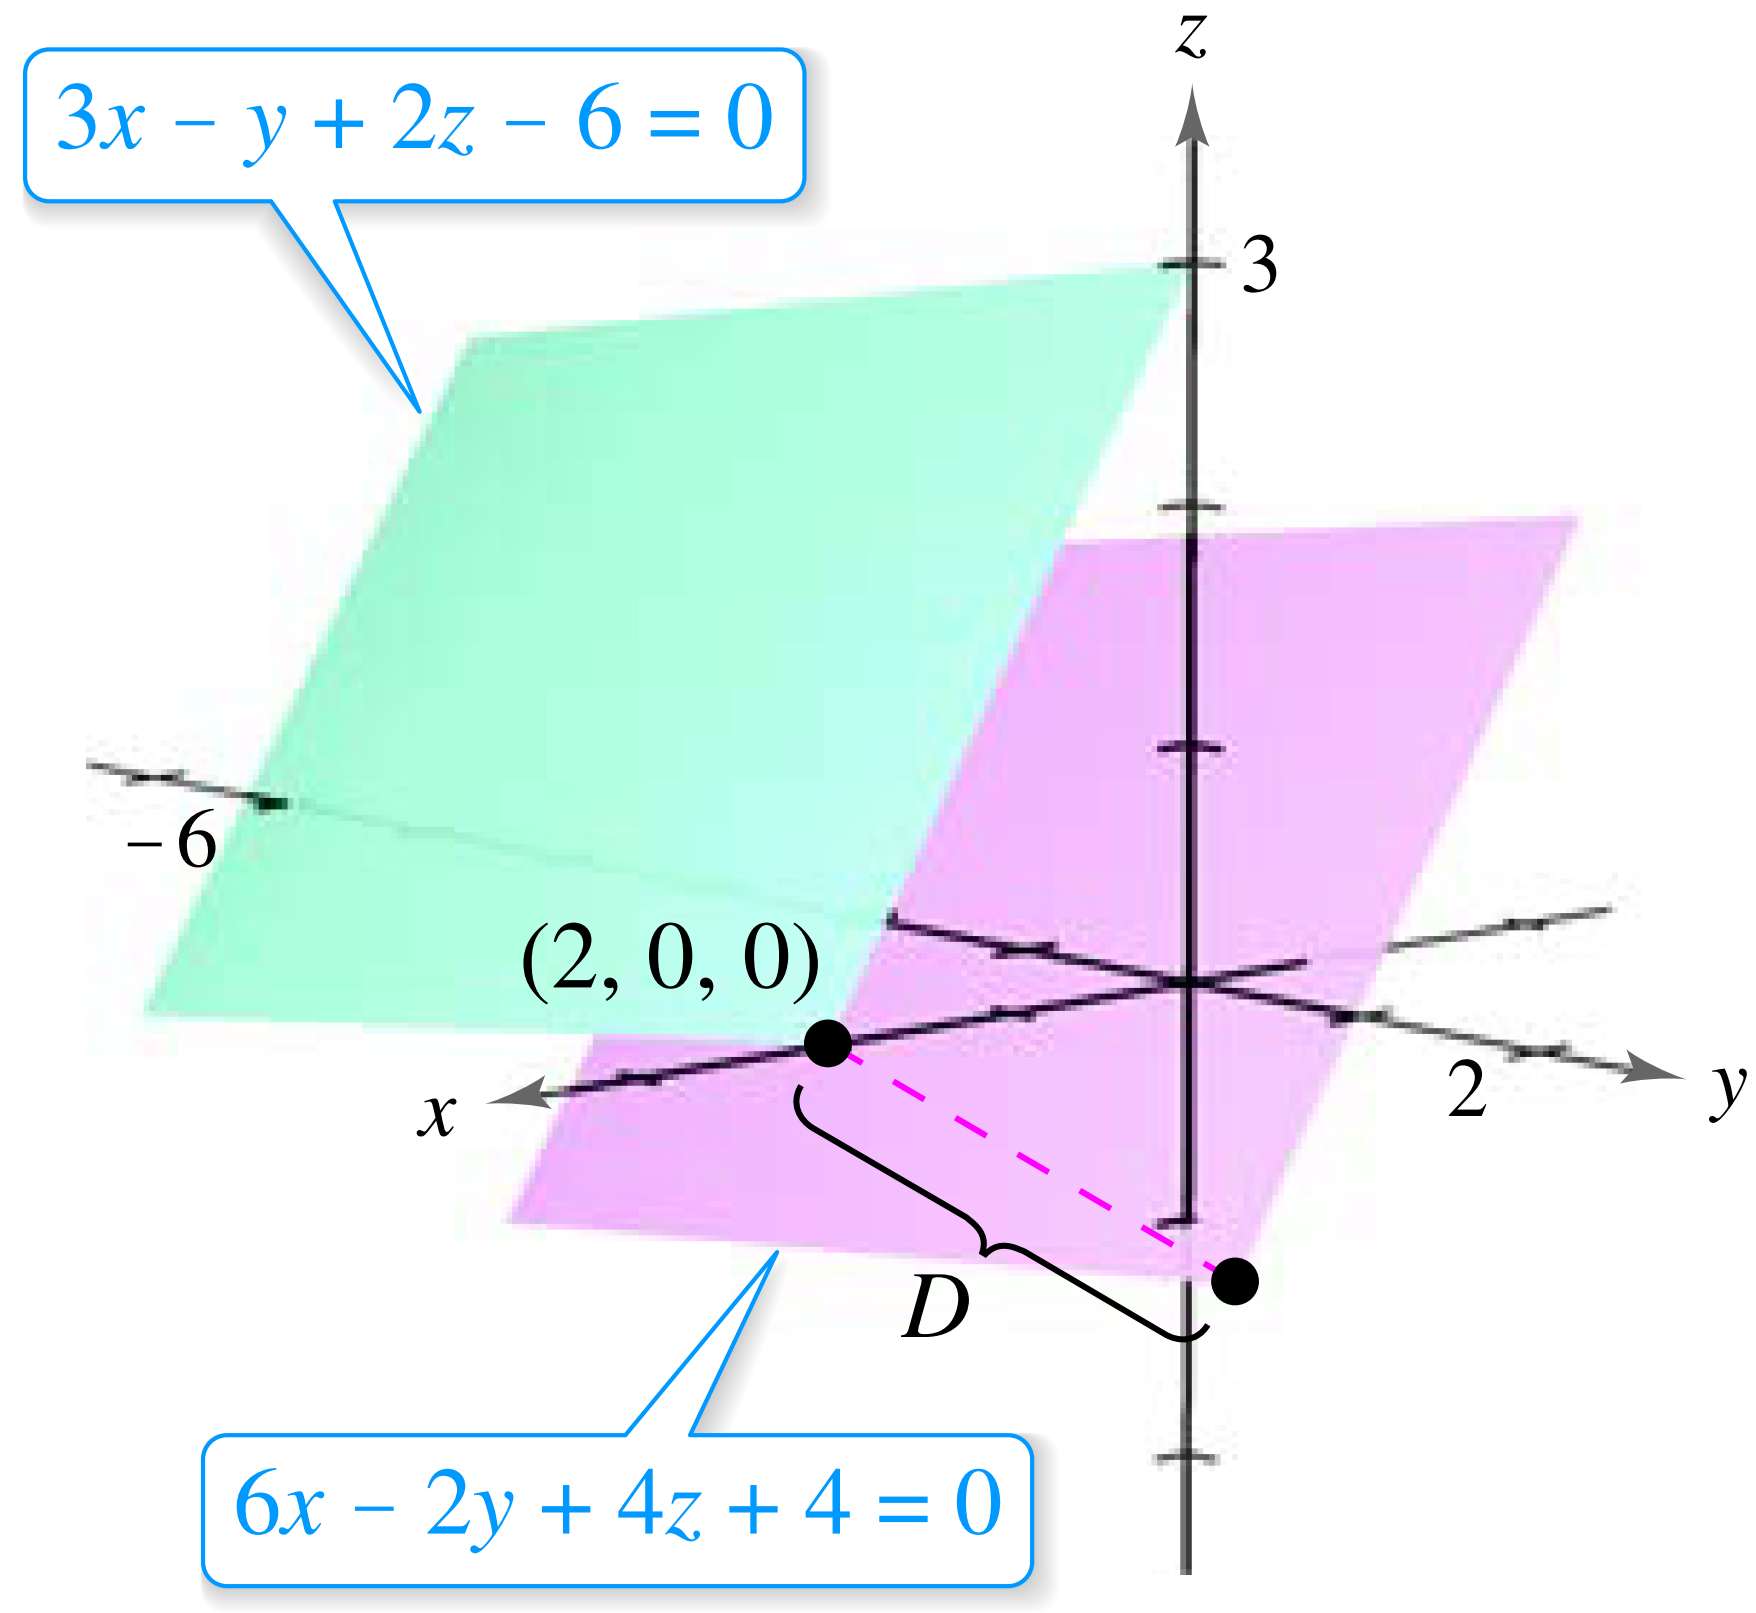 z
3x − y + 2z − 6 = 0
3
−6
(2, 0, 0)
x
2
y
D
6x − 2y + 4z + 4 = 0